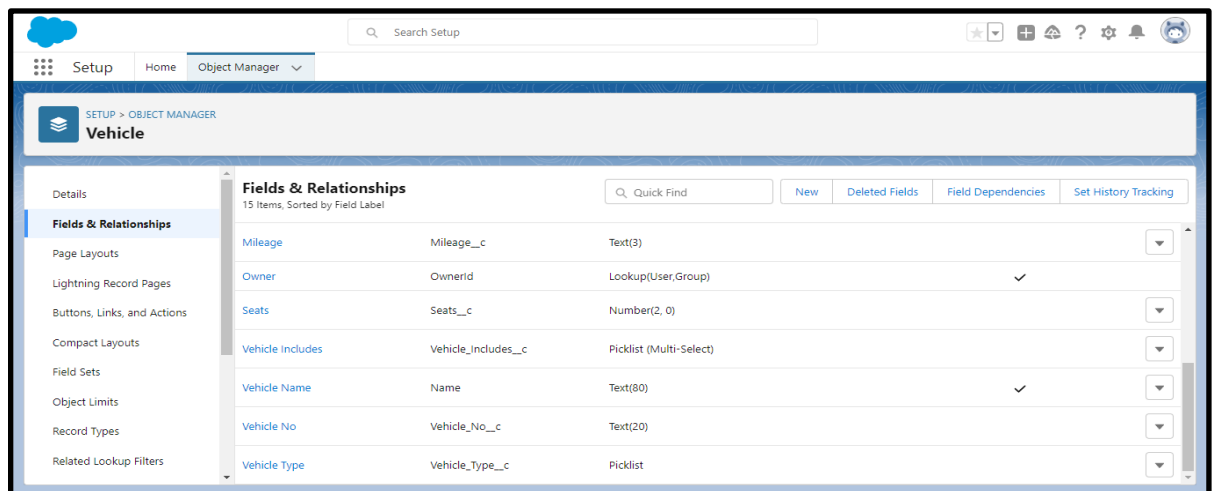 Search Setup
Setup Home Object Manager
SETUP > OBJECT MANAGER
Vehicle
Details
Fields & Relationships
Page Layouts
Lightning Record Pages
Buttons, Links, and Actions
Compact Layouts
Field Sets
Object Limits
Record Types
Related Lookup Filters
Fields & Relationships
15 Items, Sorted by Field Label
Quick Find New Deleted Fields Field Dependencies Set History Tracking
Mileage Mileage__c Text(3)
Owner OwnerId Lookup(User,Group)
Seats Seats__c Number(2, 0)
Vehicle Includes Vehicle_Includes__c Picklist (Multi-Select)
Vehicle Name Name Text(80)
Vehicle No Vehicle_No__c Text(20)
Vehicle Type Vehicle_Type__c Picklist